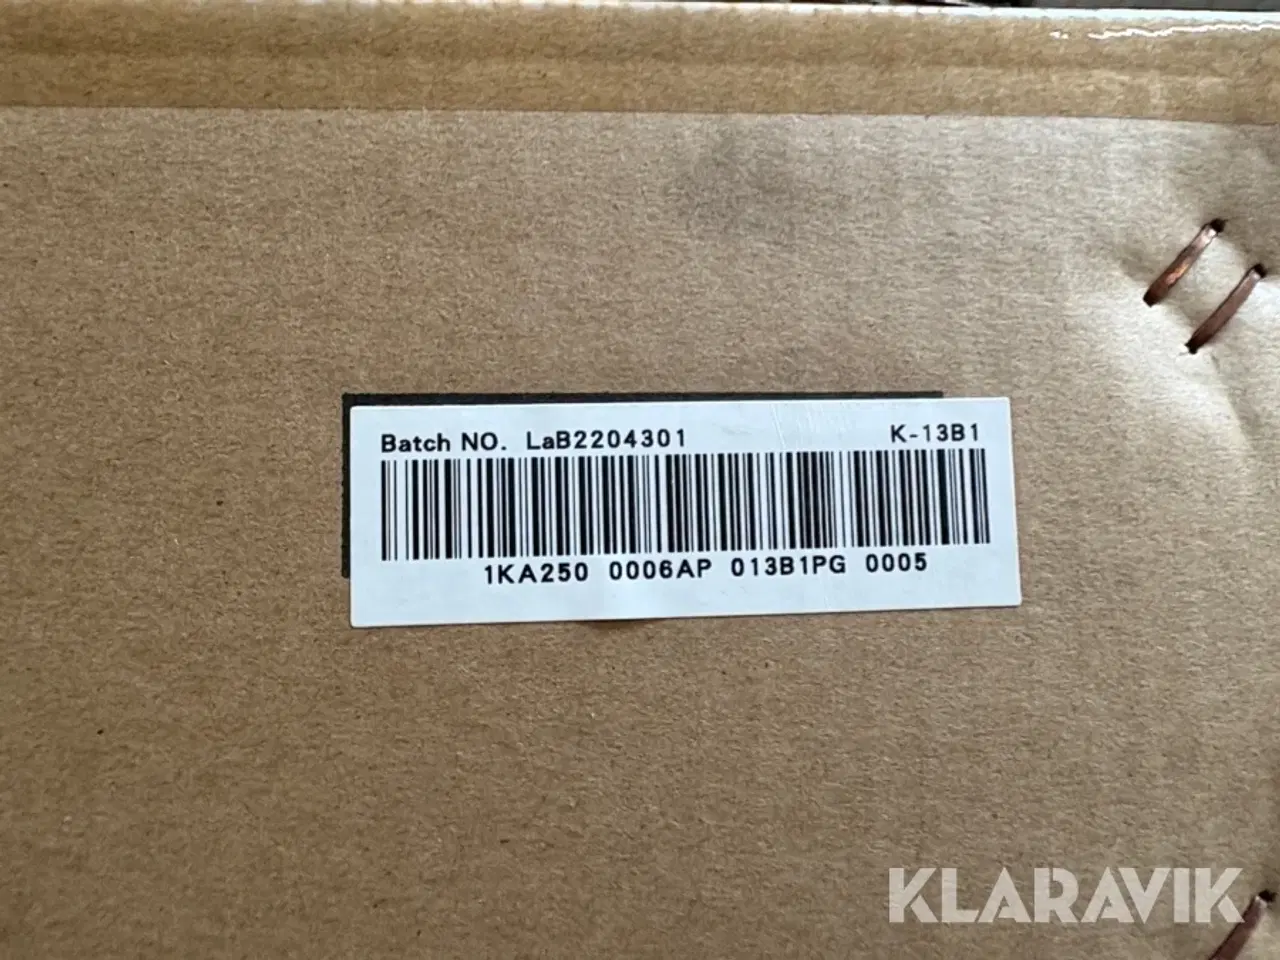 Batch NO. LaB2204301 K-13B1
1KA250 0006AP 013B1PG 0005
KLARAVIK